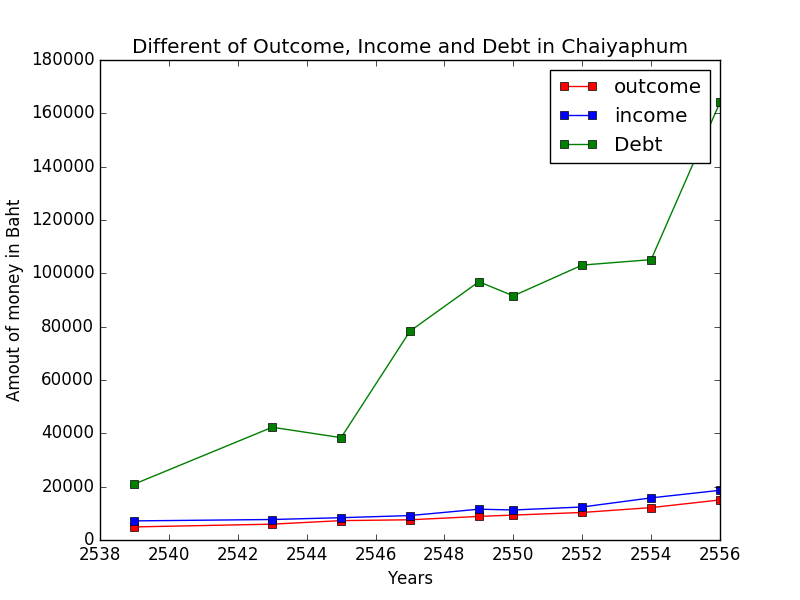 Different of Outcome, Income and Debt in Chaiyaphum
180000
160000
140000
120000
100000
80000
60000
40000
20000
0
Amout of money in Baht
outcome
income
Debt
2538 2540 2542 2544 2546 2548 2550 2552 2554 2556
Years